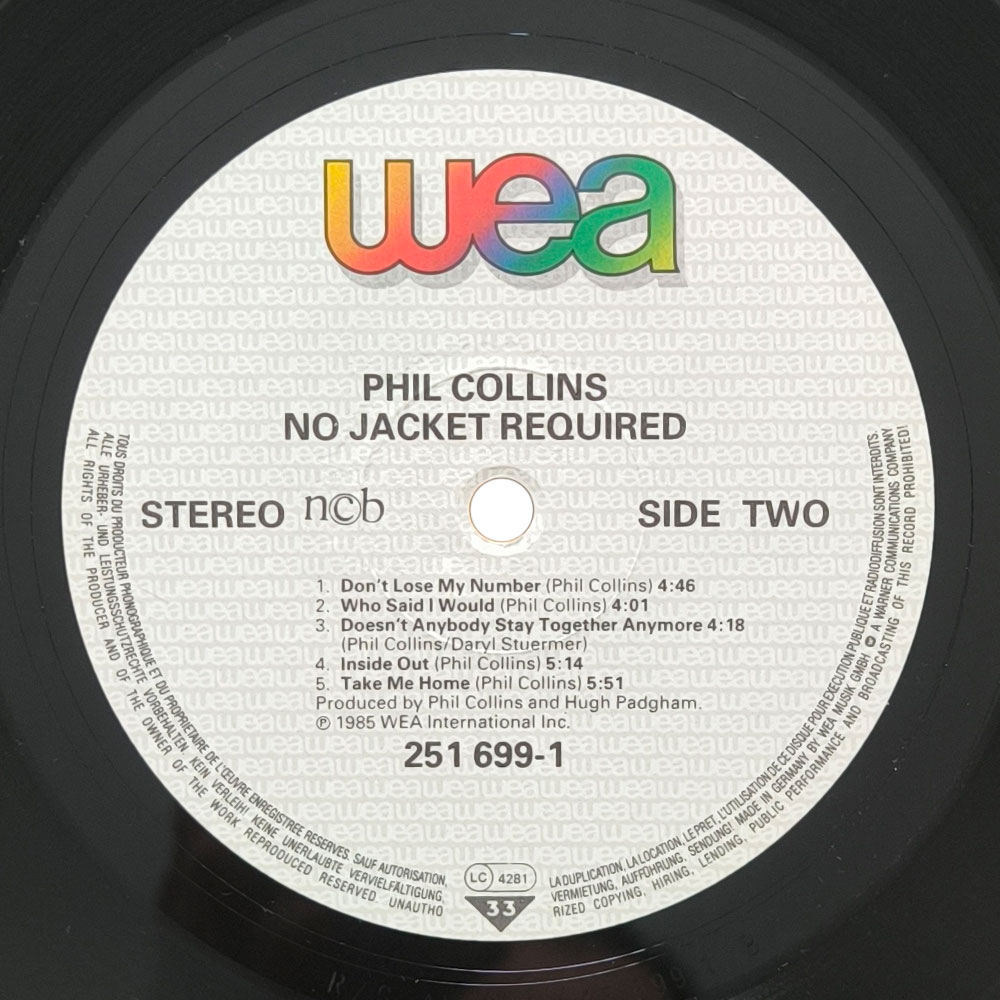 wea
PHIL COLLINS
NO JACKET REQUIRED
STEREO n©b SIDE TWO
1. Don't Lose My Number (Phil Collins) 4:46
2. Who Said I Would (Phil Collins) 4:01
3. Doesn't Anybody Stay Together Anymore 4:18
(Phil Collins/Daryl Stuermer)
4. Inside Out (Phil Collins) 5:14
5. Take Me Home (Phil Collins) 5:51
Produced by Phil Collins and Hugh Padgham.
℗ 1985 WEA International Inc.
251 699-1
LC 4281
33
TOUS DROITS DU PRODUCTEUR PHONOGRAPHIQUE ET DU PROPRIETAIRE DE L'ŒUVRE ENREGISTREE RESERVES. SAUF AUTORISATION, LA DUPLICATION, LA LOCATION, LE PRET, L'UTILISATION DE CE DISQUE POUR EXECUTION PUBLIQUE ET RADIODIFFUSION SONT INTERDITS.
ALLE URHEBER- UND LEISTUNGSSCHUTZRECHTE VORBEHALTEN. KEIN VERLEIH! KEINE UNERLAUBTE VERVIELFÄLTIGUNG, VERMIETUNG, AUFFÜHRUNG, SENDUNG! MADE IN GERMANY BY WEA MUSIK GMBH A WARNER COMMUNICATIONS COMPANY
ALL RIGHTS OF THE PRODUCER AND OF THE OWNER OF THE WORK REPRODUCED RESERVED UNAUTHORIZED COPYING, HIRING, LENDING, PUBLIC PERFORMANCE AND BROADCASTING OF THIS RECORD PROHIBITED!